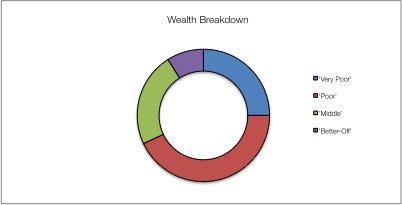 Wealth Breakdown
'Very Poor'
'Poor'
'Middle'
'Better-Off'